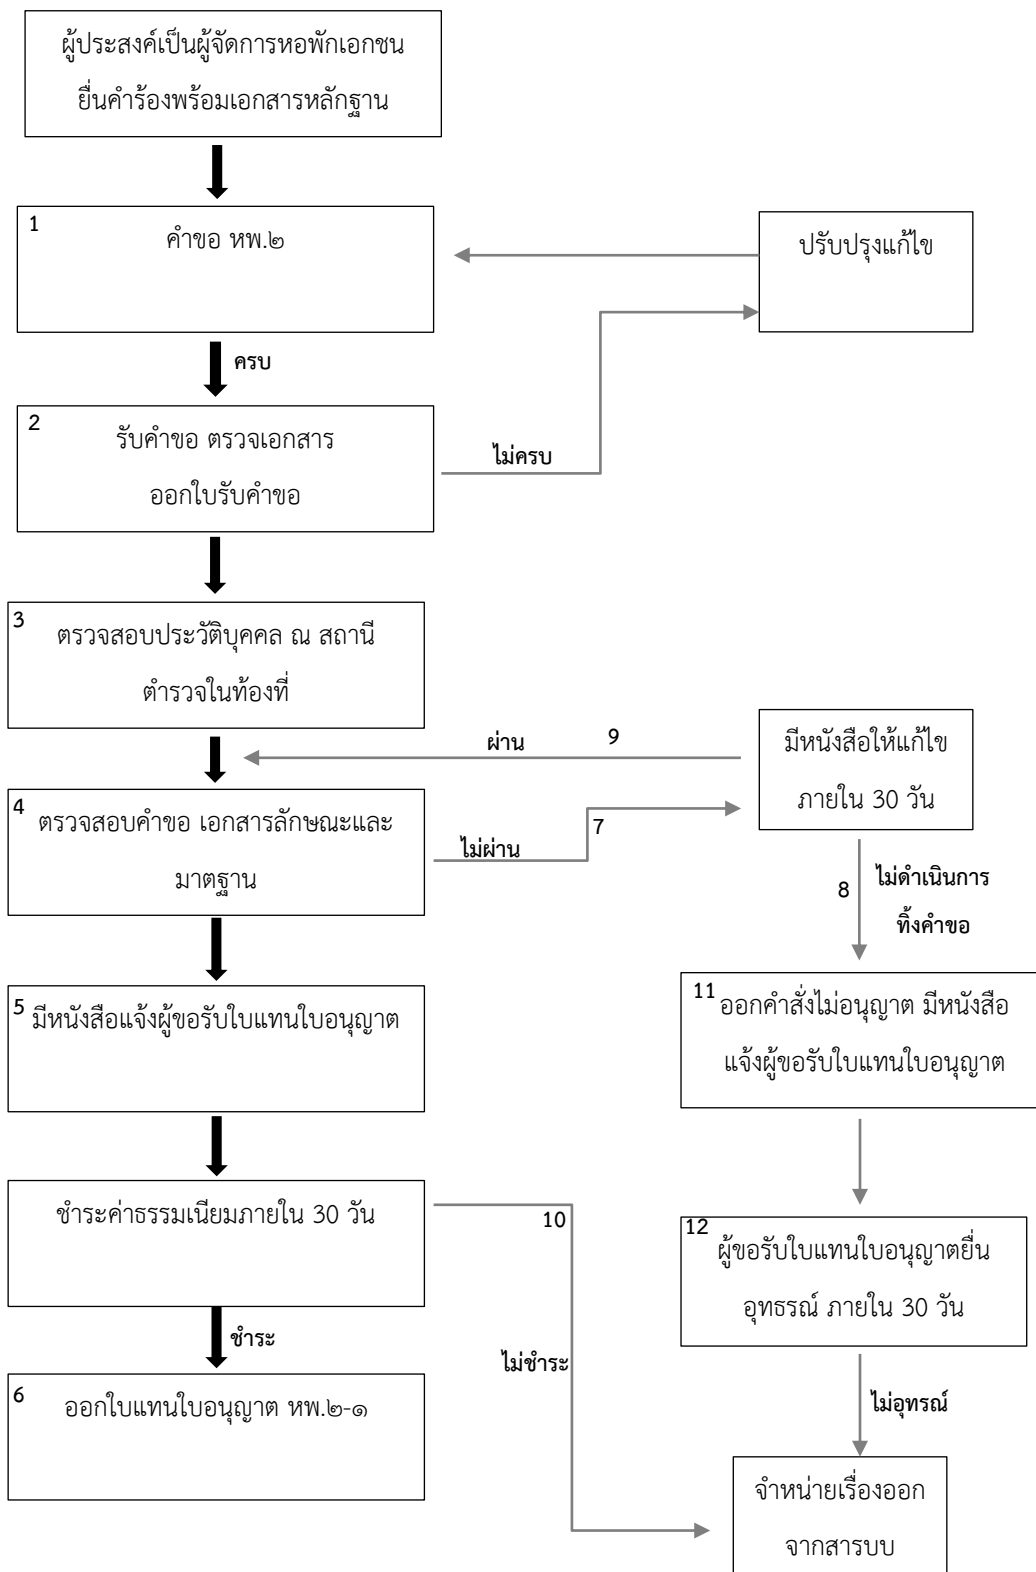 ผู้ประสงค์เป็นผู้จัดการหอพักเอกชน
ยื่นคำร้องพร้อมเอกสารหลักฐาน
1
คำขอ หพ.๒
ปรับปรุงแก้ไข
ครบ
2
รับคำขอ ตรวจเอกสาร
ออกใบรับคำขอ
ไม่ครบ
3
ตรวจสอบประวัติบุคคล ณ สถานี
ตำรวจในท้องที่
ผ่าน 9
มีหนังสือให้แก้ไข
ภายใน 30 วัน
4
ตรวจสอบคำขอ เอกสารลักษณะและ
มาตฐาน
ไม่ผ่าน
7
8
ไม่ดำเนินการ
ทิ้งคำขอ
5 มีหนังสือแจ้งผู้ขอรับใบแทนใบอนุญาต
11 ออกคำสั่งไม่อนุญาต มีหนังสือ
แจ้งผู้ขอรับใบแทนใบอนุญาต
ชำระค่าธรรมเนียมภายใน 30 วัน
10
12
ผู้ขอรับใบแทนใบอนุญาตยื่น
อุทธรณ์ ภายใน 30 วัน
ชำระ
ไม่ชำระ
6
ออกใบแทนใบอนุญาต หพ.๒-๑
ไม่อุทรณ์
จำหน่ายเรื่องออก
จากสารบบ